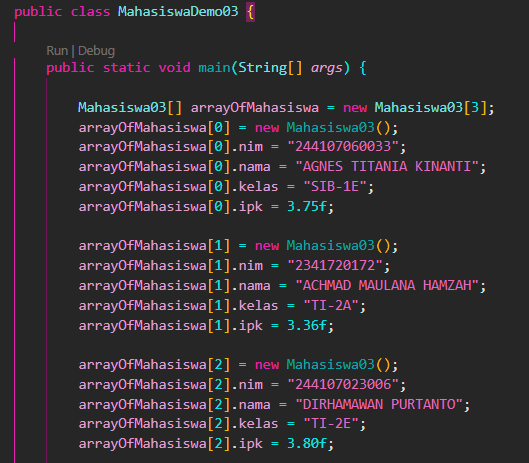 public class MahasiswaDemo03 {
Run | Debug
public static void main(String[] args) {
Mahasiswa03[] arrayOfMahasiswa = new Mahasiswa03[3];
arrayOfMahasiswa[0] = new Mahasiswa03();
arrayOfMahasiswa[0].nim = "244107060033";
arrayOfMahasiswa[0].nama = "AGNES TITANIA KINANTI";
arrayOfMahasiswa[0].kelas = "SIB-1E";
arrayOfMahasiswa[0].ipk = 3.75f;
arrayOfMahasiswa[1] = new Mahasiswa03();
arrayOfMahasiswa[1].nim = "2341720172";
arrayOfMahasiswa[1].nama = "ACHMAD MAULANA HAMZAH";
arrayOfMahasiswa[1].kelas = "TI-2A";
arrayOfMahasiswa[1].ipk = 3.36f;
arrayOfMahasiswa[2] = new Mahasiswa03();
arrayOfMahasiswa[2].nim = "244107023006";
arrayOfMahasiswa[2].nama = "DIRHAMAWAN PURTANTO";
arrayOfMahasiswa[2].kelas = "TI-2E";
arrayOfMahasiswa[2].ipk = 3.80f;